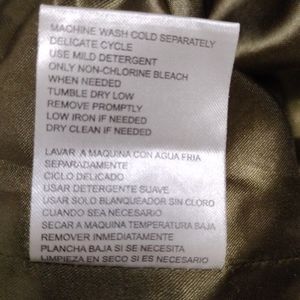 MACHINE WASH COLD SEPARATELY
DELICATE CYCLE
USE MILD DETERGENT
ONLY NON-CHLORINE BLEACH
WHEN NEEDED
TUMBLE DRY LOW
REMOVE PROMPTLY
LOW IRON IF NEEDED
DRY CLEAN IF NEEDED
LAVAR A MAQUINA CON AGUA FRIA
SEPARADAMENTE
CICLO DELICADO
USAR DETERGENTE SUAVE
USAR SOLO BLANQUEADOR SIN CLORO
CUANDO SEA NECESARIO
SECAR A MAQUINA TEMPERATURA BAJA
REMOVER INMEDIATAMENTE
PLANCHA BAJA SI SE NECESITA
LIMPIEZA EN SECO SI ES NECESARIO